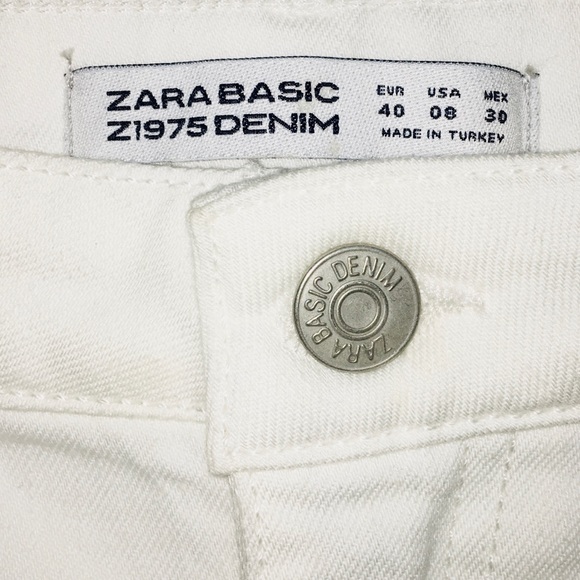 ZARA BASIC
Z1975 DENIM
EUR USA MEX
40 08 30
MADE IN TURKEY
ZARA BASIC DENIM